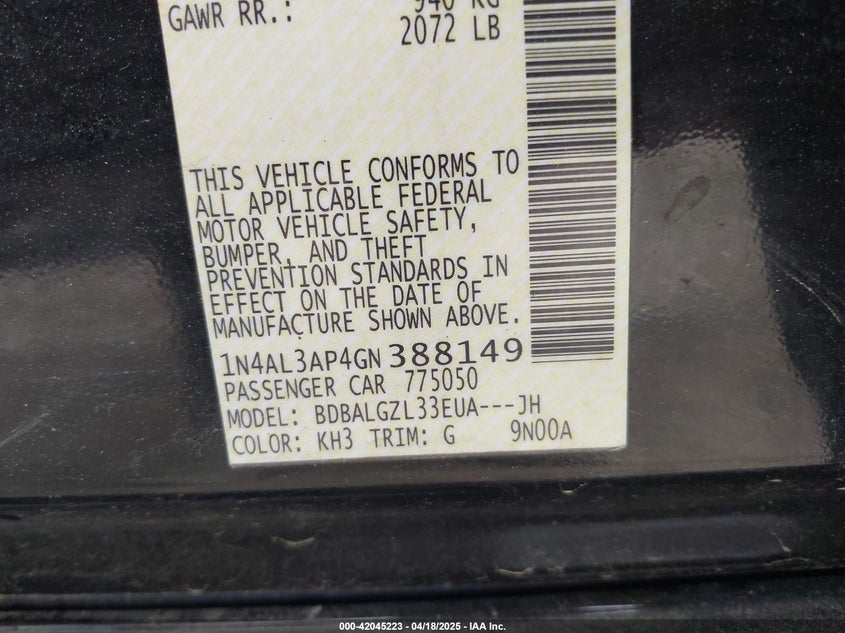 GAWR RR.: 940 KG
2072 LB
THIS VEHICLE CONFORMS TO
ALL APPLICABLE FEDERAL
MOTOR VEHICLE SAFETY,
BUMPER, AND THEFT
PREVENTION STANDARDS IN
EFFECT ON THE DATE OF
MANUFACTURE SHOWN ABOVE.
1N4AL3AP4GN388149
PASSENGER CAR 775050
MODEL: BDBALGZL33EUA---JH
COLOR: KH3 TRIM: G 9N00A
000-42045223 - 04/18/2025 - IAA Inc.